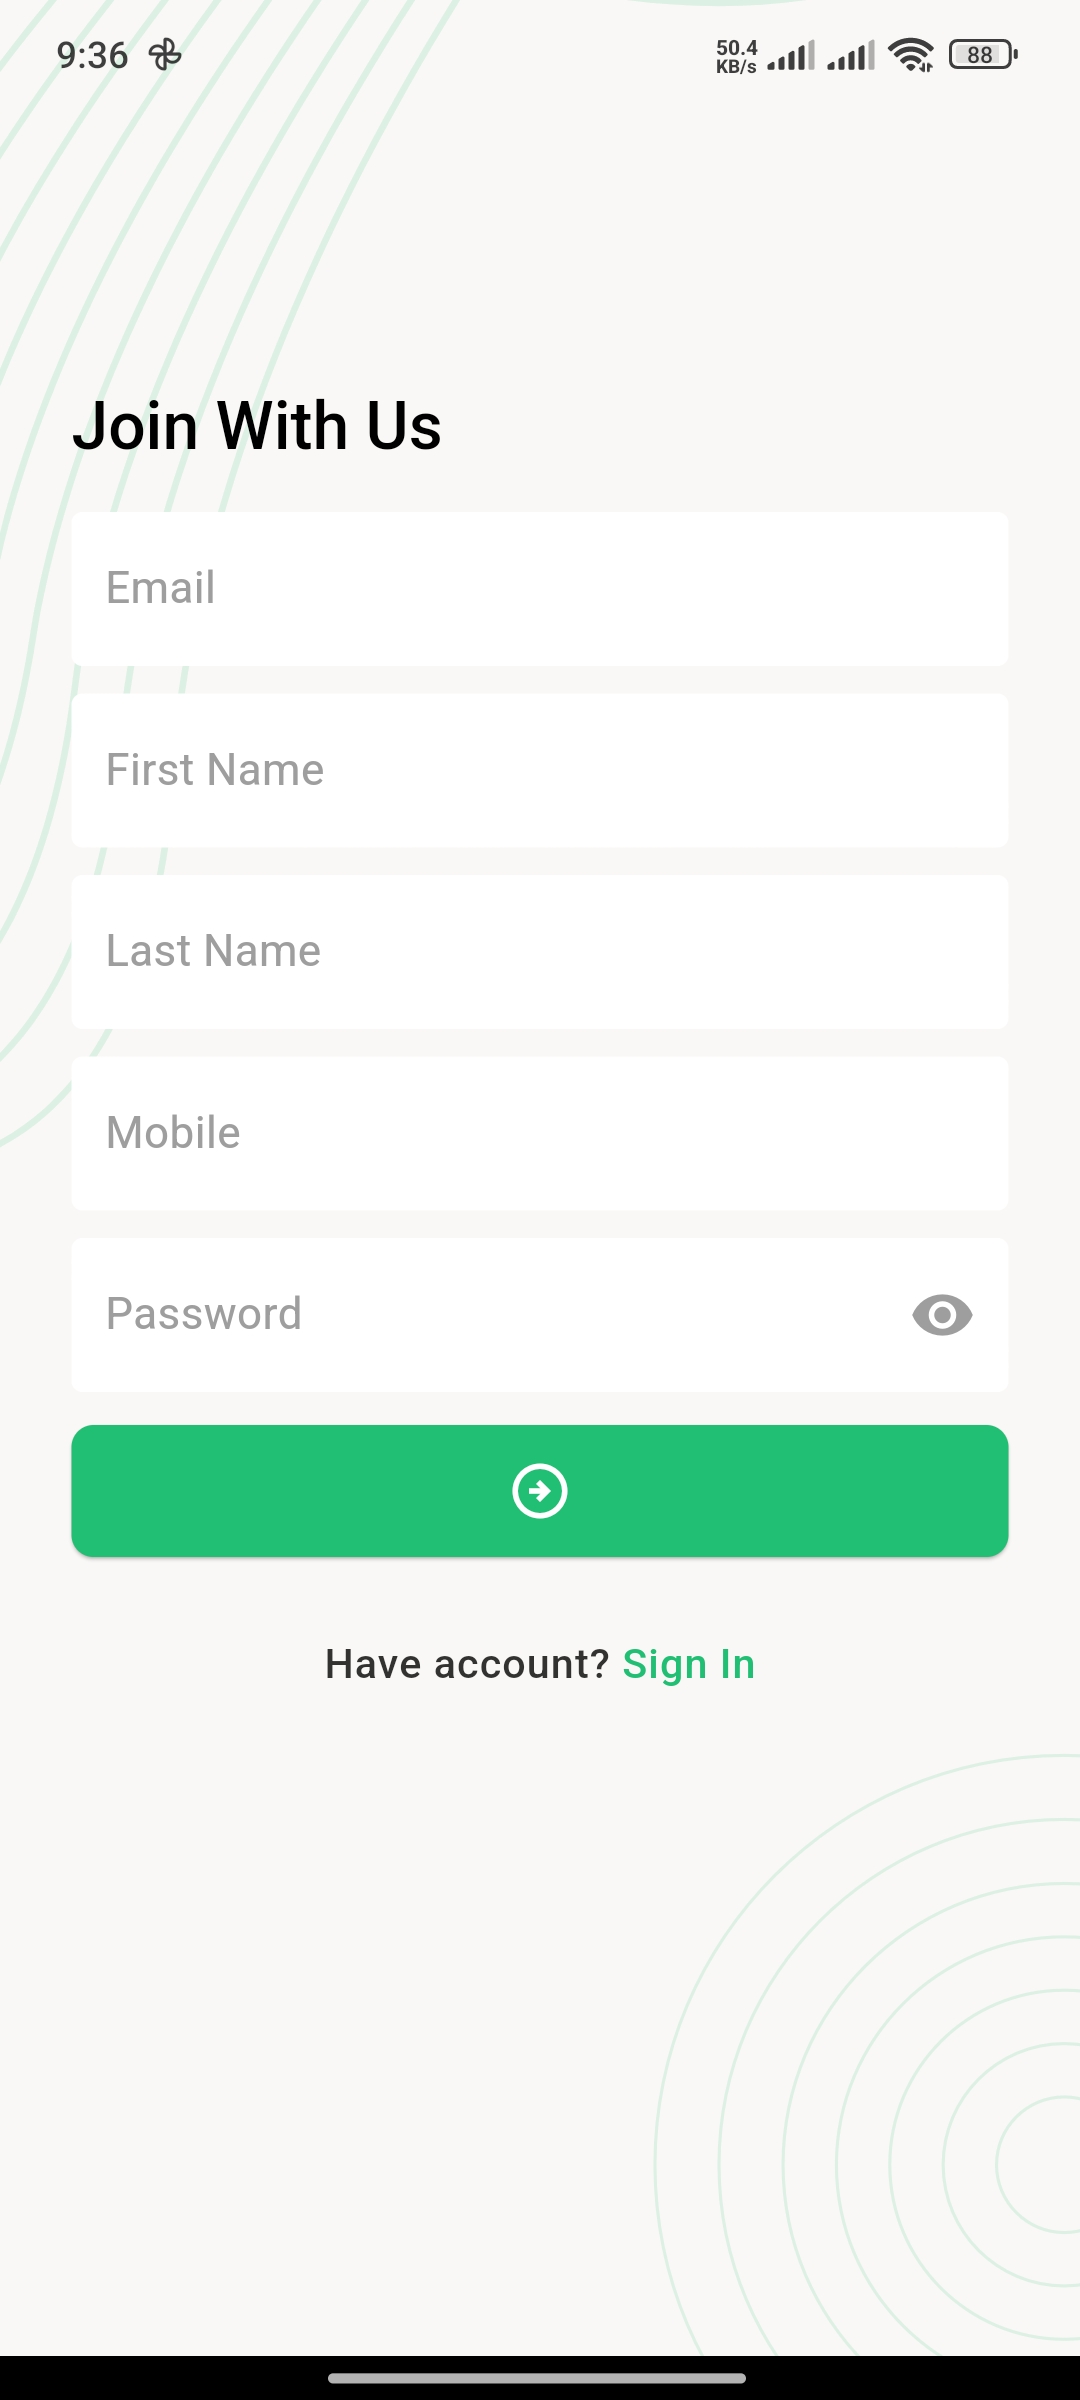 9:36
50.4
KB/s
88
Join With Us
Email
First Name
Last Name
Mobile
Password
Have account? Sign In